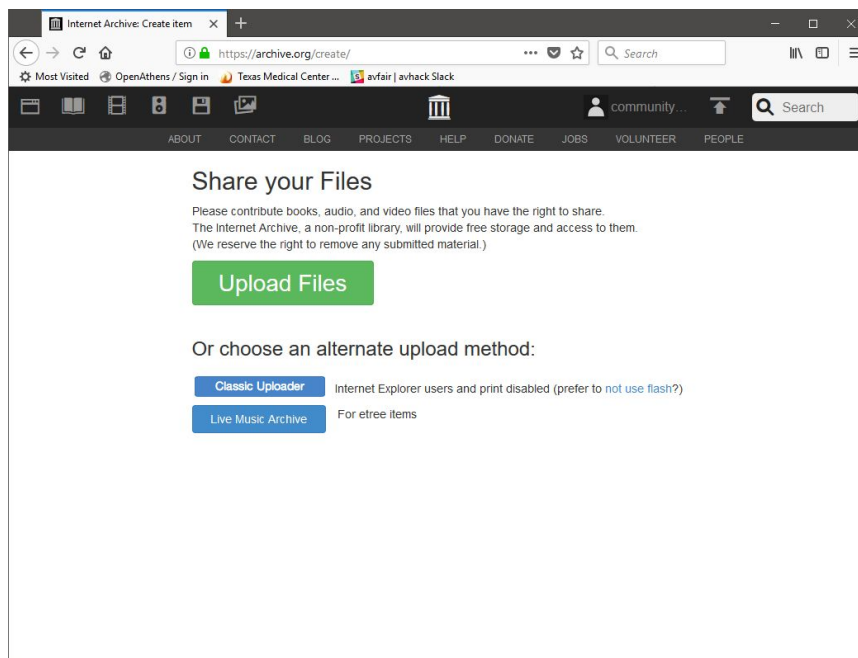 Internet Archive: Create item
https://archive.org/create/
Search
Most Visited
OpenAthens / Sign in
Texas Medical Center ...
avfair | avhack Slack
community...
Search
ABOUT
CONTACT
BLOG
PROJECTS
HELP
DONATE
JOBS
VOLUNTEER
PEOPLE
Share your Files
Please contribute books, audio, and video files that you have the right to share.
The Internet Archive, a non-profit library, will provide free storage and access to them.
(We reserve the right to remove any submitted material.)
Upload Files
Or choose an alternate upload method:
Classic Uploader
Internet Explorer users and print disabled (prefer to not use flash?)
Live Music Archive
For etree items